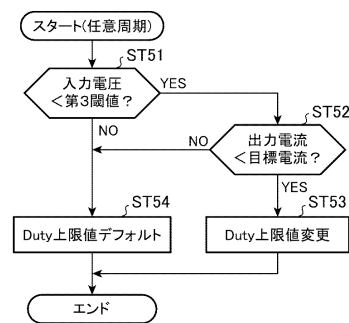 スタート(任意周期)
ST51
入力電圧
<第3閾値?
YES
ST52
NO
NO
出力電流
<目標電流?
YES
ST54
ST53
Duty上限値デフォルト
Duty上限値変更
エンド